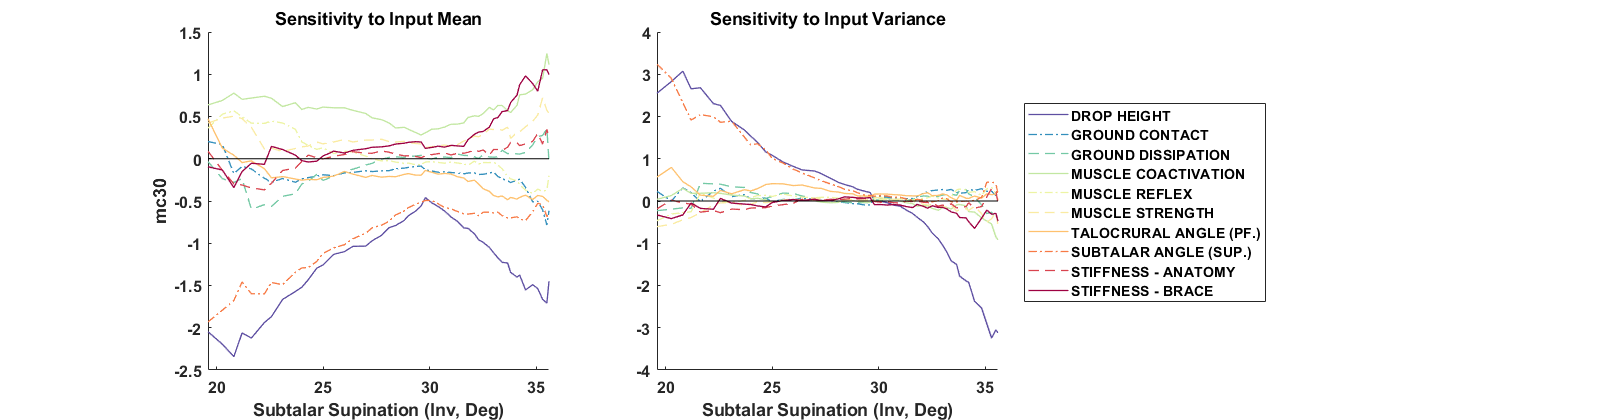 Sensitivity to Input Mean
1.5
1
0.5
0
-0.5
-1
-1.5
-2
-2.5
mc30
20
25
30
35
Subtalar Supination (Inv, Deg)
Sensitivity to Input Variance
4
3
2
1
0
-1
-2
-3
-4
20
25
30
35
Subtalar Supination (Inv, Deg)
DROP HEIGHT
GROUND CONTACT
GROUND DISSIPATION
MUSCLE COACTIVATION
MUSCLE REFLEX
MUSCLE STRENGTH
TALOCRURAL ANGLE (PF.)
SUBTALAR ANGLE (SUP.)
STIFFNESS - ANATOMY
STIFFNESS - BRACE